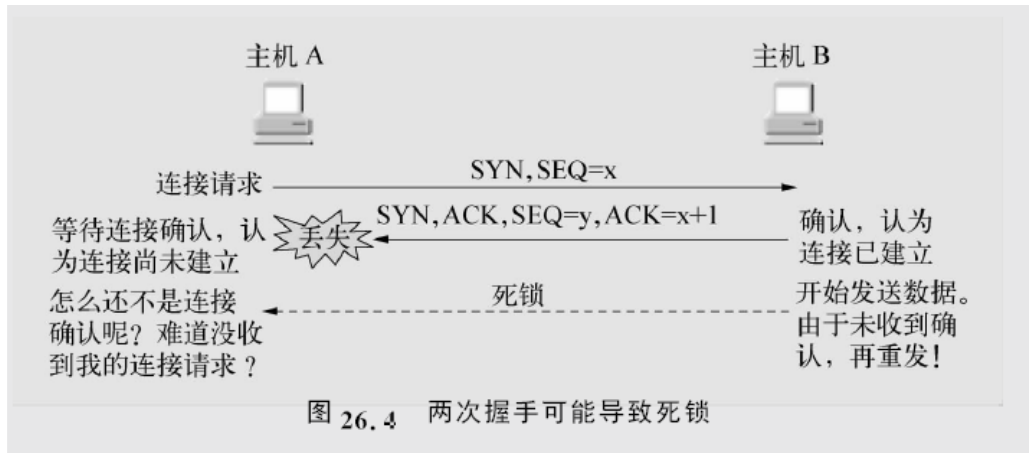 主机 A
主机 B
连接请求
SYN,SEQ=x
等待连接确认，认
为连接尚未建立
丢失
SYN,ACK,SEQ=y,ACK=x+1
确认，认为
连接已建立
怎么还不是连接
确认呢？难道没收
到我的连接请求？
死锁
开始发送数据。
由于未收到确
认，再重发！
图 26.4 两次握手可能导致死锁